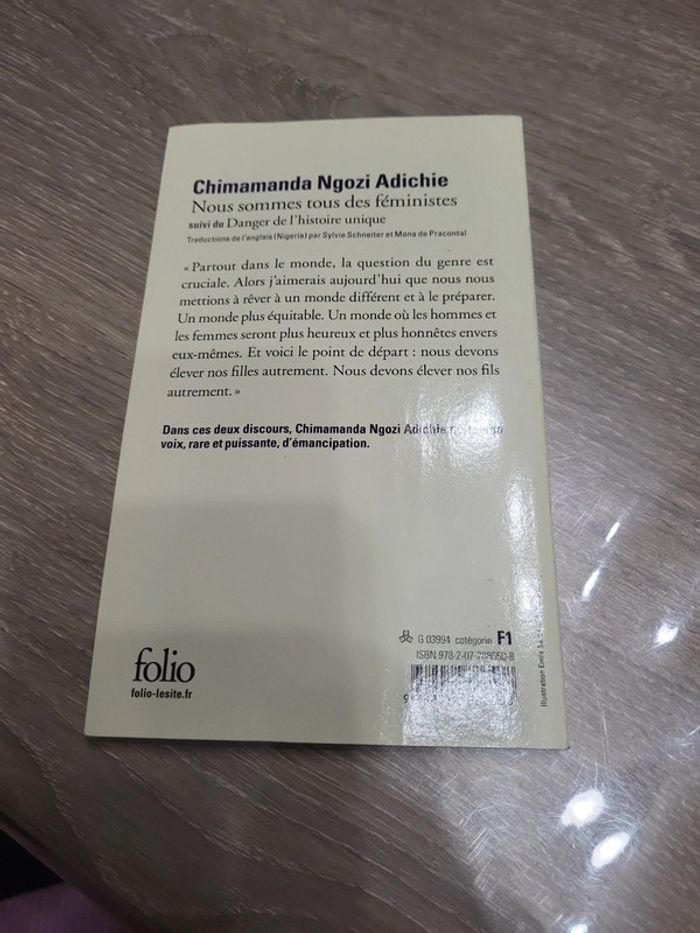 Chimamanda Ngozi Adichie
Nous sommes tous des féministes
suivi du Danger de l'histoire unique
Traductions de l'anglais (Nigeria) par Sylvie Schneiter et Mona de Pracontal
« Partout dans le monde, la question du genre est
cruciale. Alors j'aimerais aujourd'hui que nous nous
mettions à rêver à un monde différent et à le préparer.
Un monde plus équitable. Un monde où les hommes et
les femmes seront plus heureux et plus honnêtes envers
eux-mêmes. Et voici le point de départ : nous devons
élever nos filles autrement. Nous devons élever nos fils
autrement. »
Dans ces deux discours, Chimamanda Ngozi Adichie
voix, rare et puissante, d'émancipation.
G 03994 catégorie F1
ISBN 978-2-07-
folio
folio-lesite.fr
Illustration